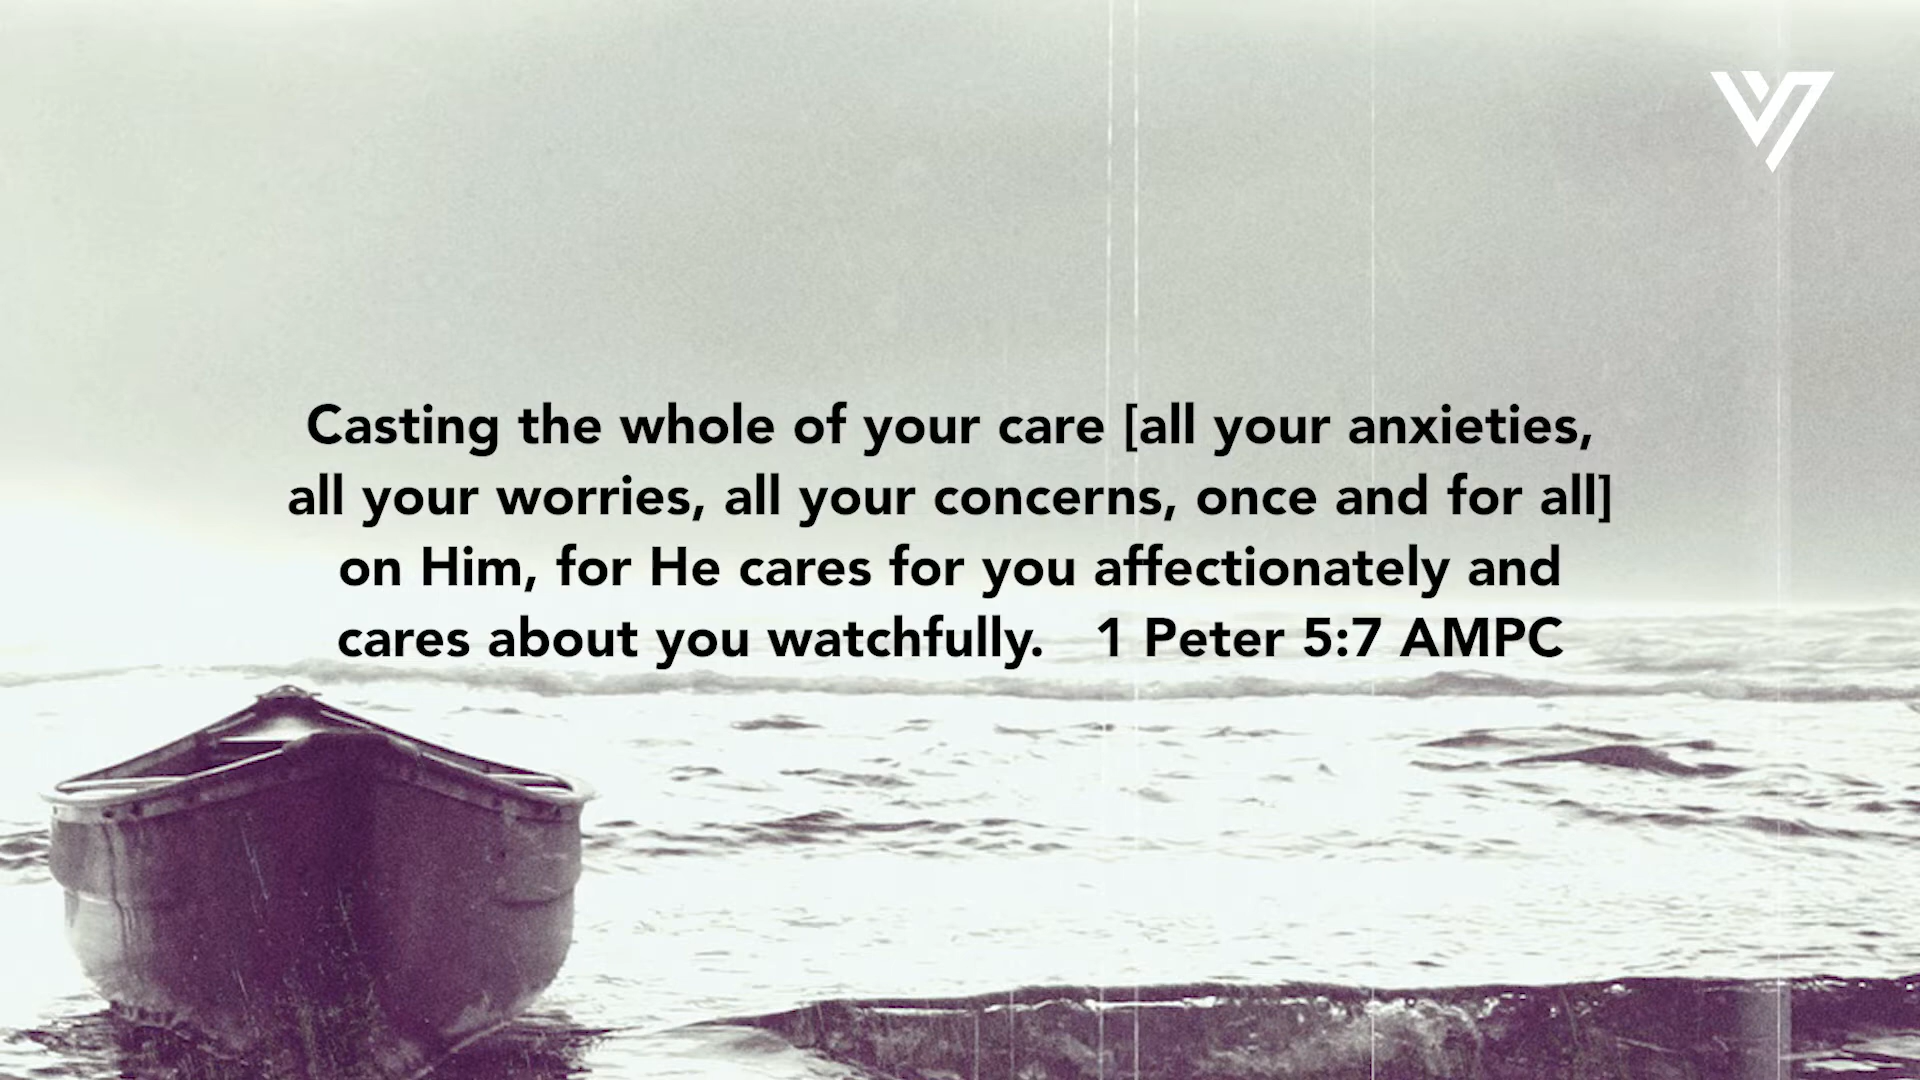 Casting the whole of your care [all your anxieties,
all your worries, all your concerns, once and for all]
on Him, for He cares for you affectionately and
cares about you watchfully.   1 Peter 5:7 AMPC